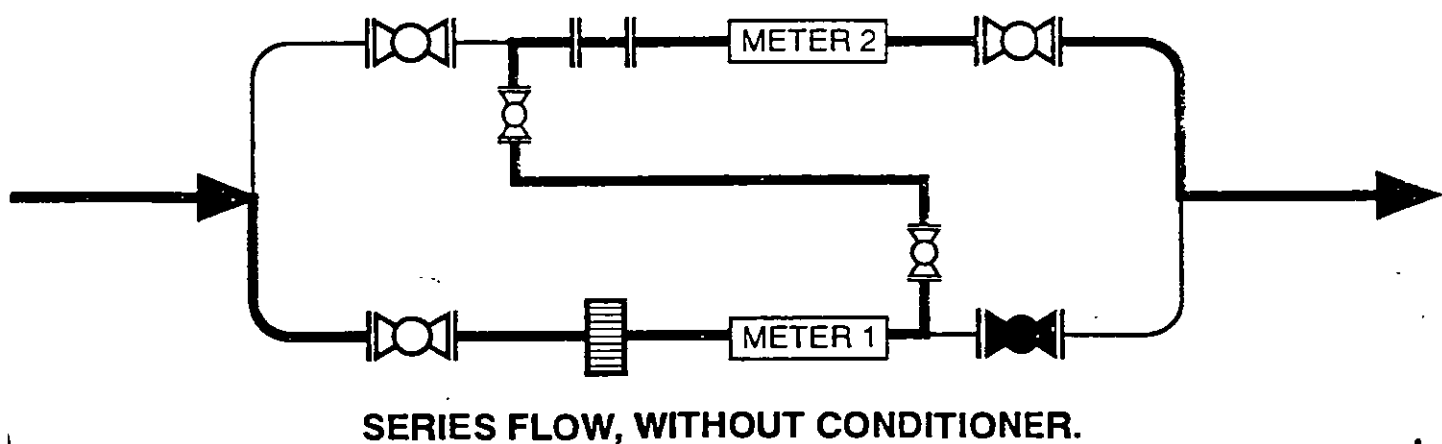 METER 2
METER 1
SERIES FLOW, WITHOUT CONDITIONER.